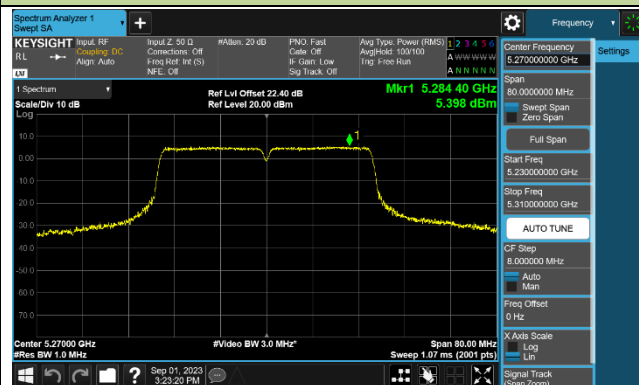 Spectrum Analyzer 1
Swept SA
+
Frequency
KEYSIGHT
RL
Input: RF
Coupling: DC
Align: Auto
Input Z: 50 Ω
Corrections: Off
Freq Ref: Int (S)
NFE: Off
#Atten: 20 dB
PNO: Fast
Gate: Off
IF Gain: Low
Sig Track: Off
Avg Type: Power (RMS)
Avg|Hold: 100/100
Trig: Free Run
1 2 3 4 5 6
A W W W W W
A N N N N N
LXI
1 Spectrum
Scale/Div 10 dB
Log
Ref Lvl Offset 22.40 dB
Ref Level 20.00 dBm
Mkr1 5.284 40 GHz
5.398 dBm
1
10.0
0.00
-10.0
-20.0
-30.0
-40.0
-50.0
-60.0
-70.0
Center 5.27000 GHz
#Res BW 1.0 MHz
#Video BW 3.0 MHz*
Span 80.00 MHz
Sweep 1.07 ms (2001 pts)
Sep 01, 2023
3:23:20 PM
Center Frequency
5.270000000 GHz
Settings
Span
80.0000000 MHz
Swept Span
Zero Span
Full Span
Start Freq
5.230000000 GHz
Stop Freq
5.310000000 GHz
AUTO TUNE
CF Step
8.000000 MHz
Auto
Man
Freq Offset
0 Hz
X Axis Scale
Log
Lin
Signal Track
(Span Zoom)